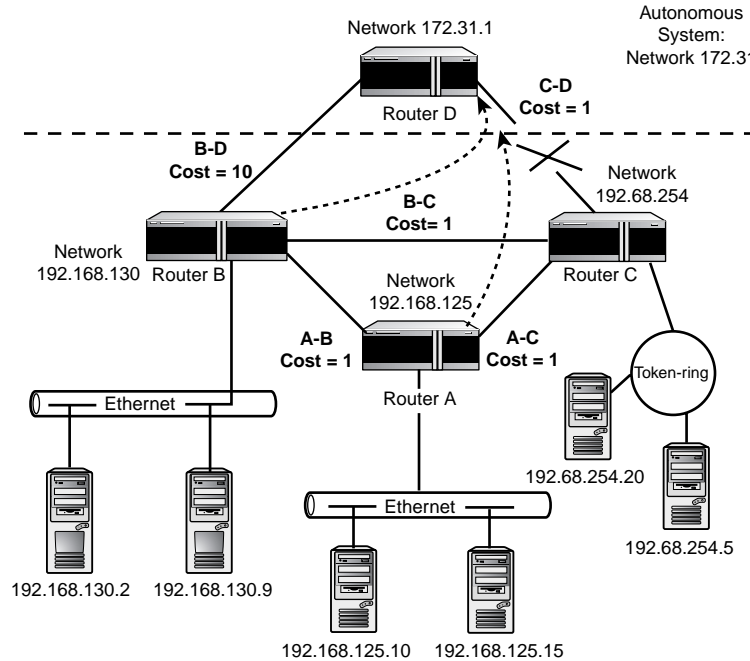 Network 172.31.1
Autonomous
System:
Network 172.31
Router D
C-D
Cost = 1
B-D
Cost = 10
Network
192.68.254
B-C
Cost= 1
Network
192.168.130
Router B
Router C
Network
192.168.125
A-B
Cost = 1
A-C
Cost = 1
Router A
Token-ring
Ethernet
192.68.254.20
Ethernet
192.68.254.5
192.168.130.2
192.168.130.9
192.168.125.10
192.168.125.15